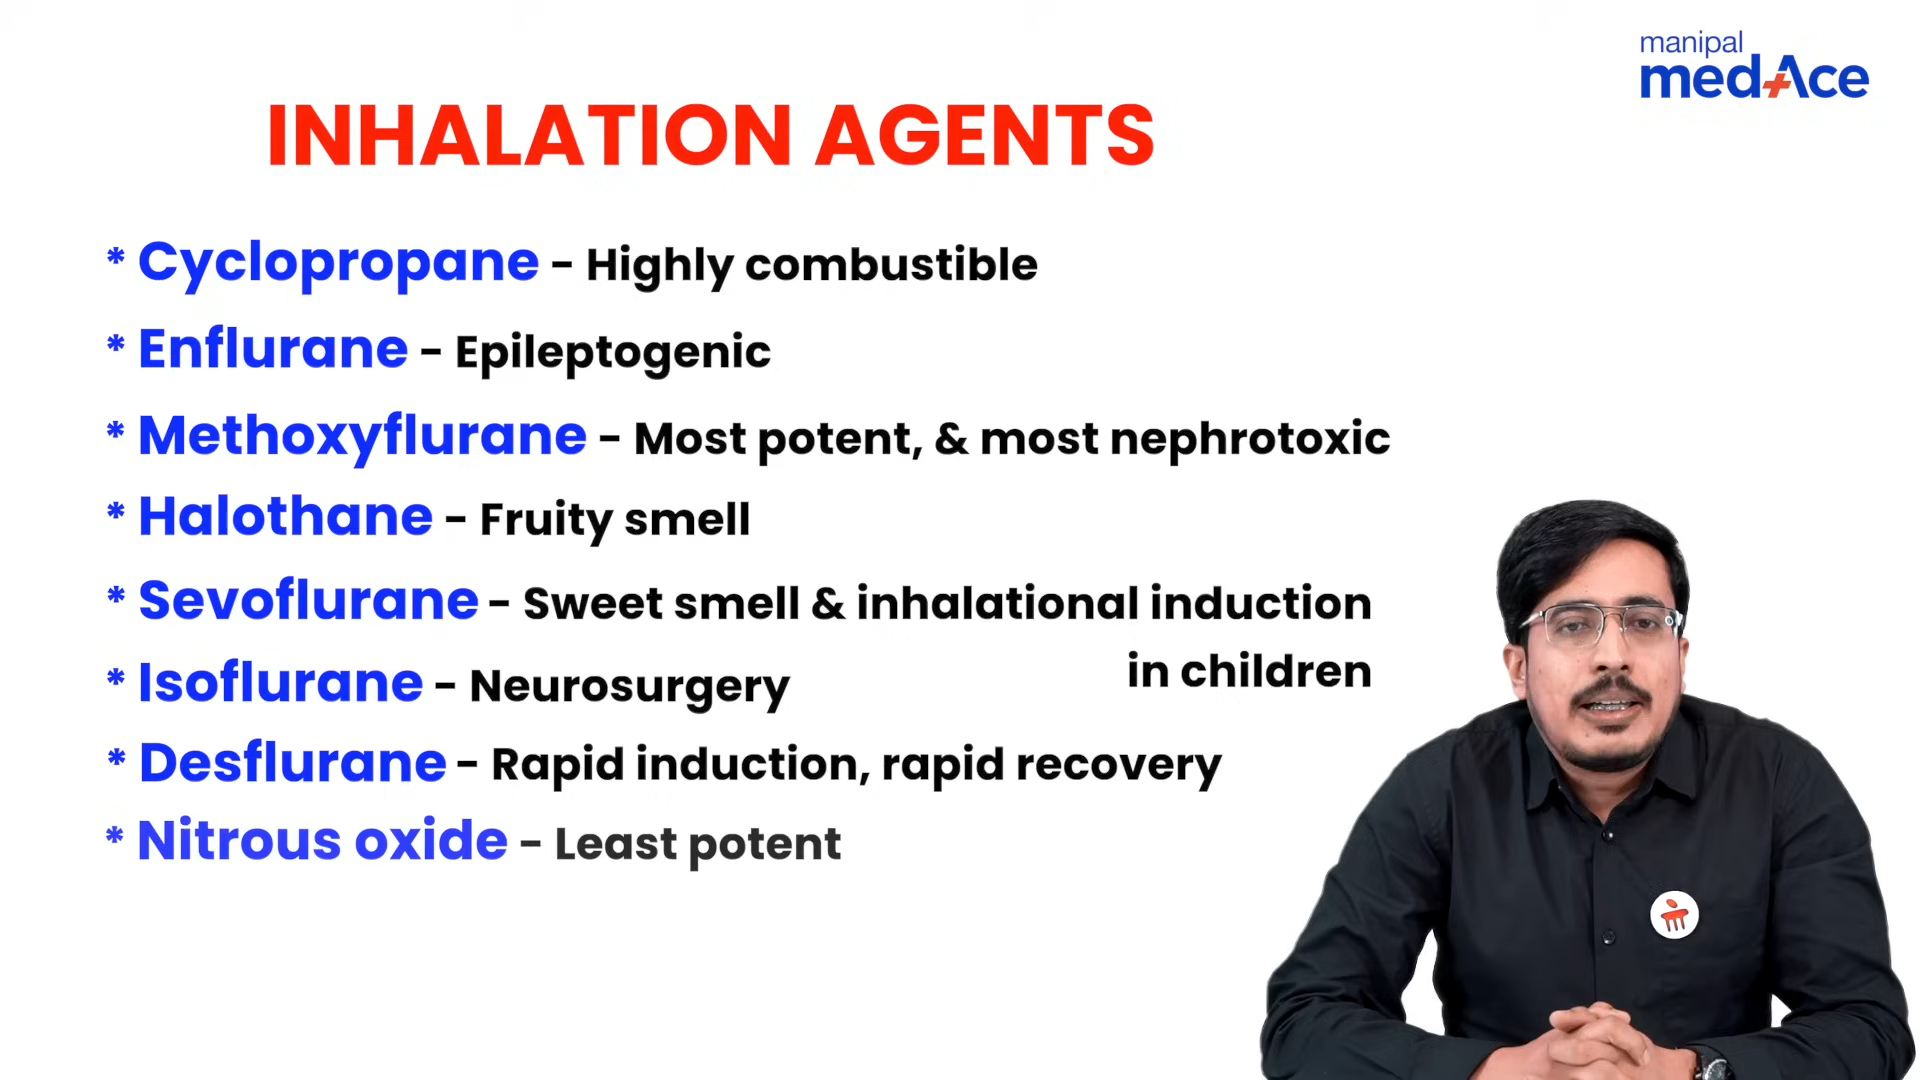 manipal
medAce
INHALATION AGENTS
* Cyclopropane - Highly combustible
* Enflurane - Epileptogenic
* Methoxyflurane - Most potent, & most nephrotoxic
* Halothane - Fruity smell
* Sevoflurane - Sweet smell & inhalational induction
in children
* Isoflurane - Neurosurgery
* Desflurane - Rapid induction, rapid recovery
* Nitrous oxide - Least potent